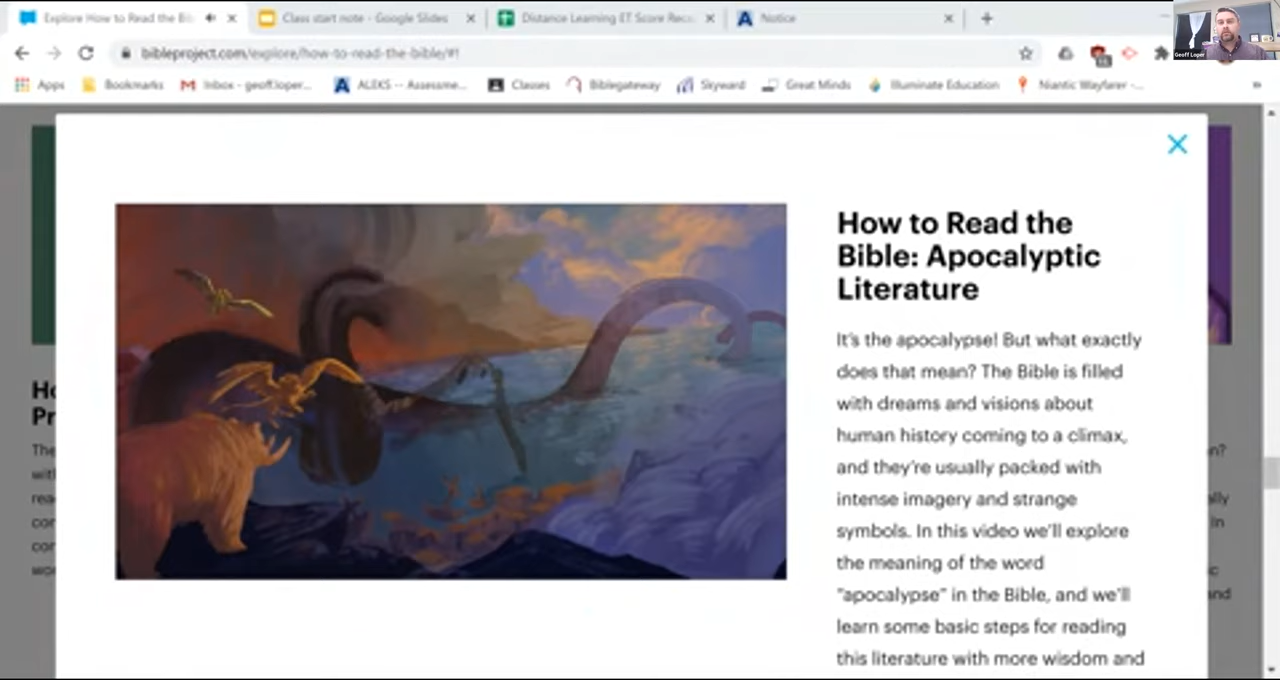 Explore How to Read the Bib
Class start note - Google Slides
Distance Learning ET Score Reco
Notice
Geoff Loper
bibleproject.com/explore/how-to-read-the-bible/#!
Apps
Bookmarks
Inbox - geoff.loper...
ALEKS -- Assessme...
Classes
Biblegateway
Skyward
Great Minds
Illuminate Education
Niantic Wayfarer -...
How to Read the
Bible: Apocalyptic
Literature
It's the apocalypse! But what exactly
does that mean? The Bible is filled
with dreams and visions about
human history coming to a climax,
and they're usually packed with
intense imagery and strange
symbols. In this video we'll explore
the meaning of the word
"apocalypse" in the Bible, and we'll
learn some basic steps for reading
this literature with more wisdom and